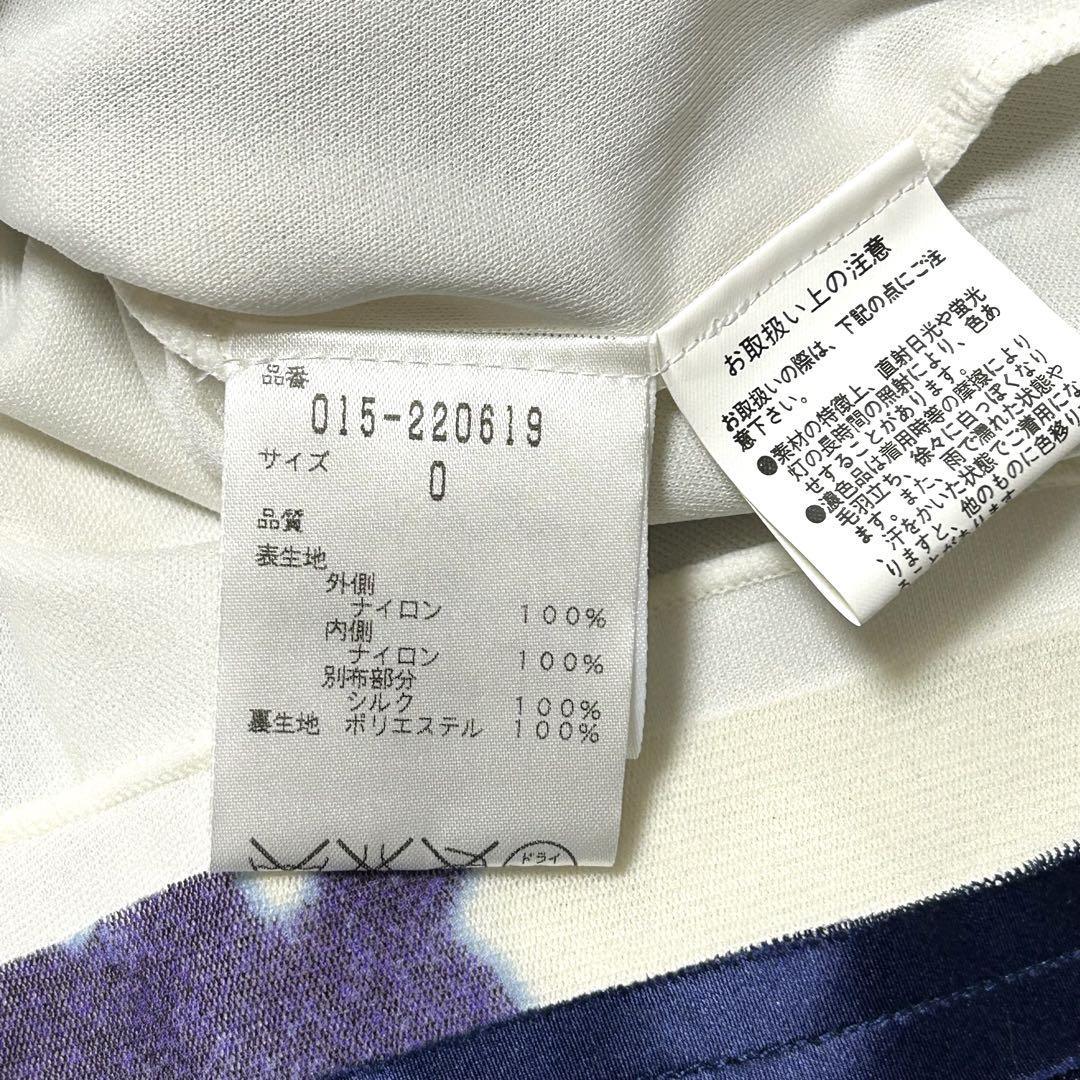 品番
015-220619
サイズ
0
品質
表生地
外側
ナイロン 100%
内側
ナイロン 100%
別布部分
シルク 100%
裏生地 ポリエステル 100%
ドライ
お取扱い上の注意
お取扱いの際は、下記の点にご注
意下さい。
●素材の特徴上、直射日光や蛍光
灯の長時間の照射により、色あ
せすることがあります。
●濃色品は着用時等の摩擦により
毛羽立ち、徐々に白っぽくなり
ます。また、雨で濡れた状態や
汗をかいた状態でご着用にな
りますと、他のものに色移り